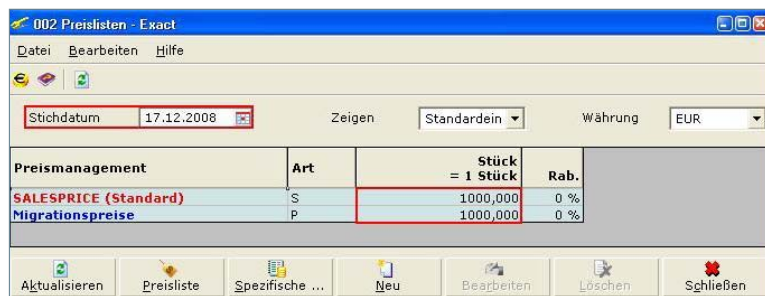 002 Preislisten - Exact
Datei Bearbeiten Hilfe
Stichdatum 17.12.2008 Zeigen Standardein Währung EUR
Preismanagement Art Stück = 1 Stück Rab.
SALESPRICE (Standard) S 1000,000 0 %
Migrationspreise P 1000,000 0 %
Aktualisieren Preisliste Spezifische ... Neu Bearbeiten Löschen Schließen